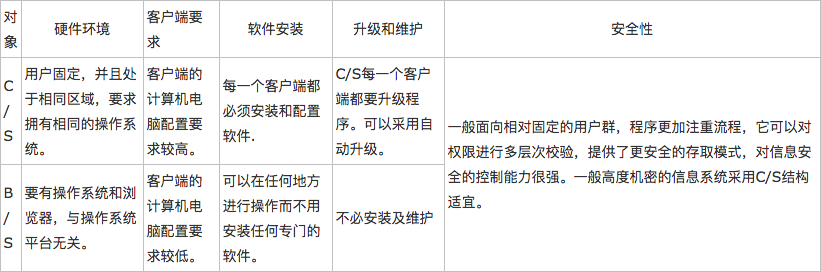 对
象
硬件环境
客户端要
求
软件安装
升级和维护
安全性
C
/
S
用户固定，并且处
于相同区域，要求
拥有相同的操作系
统。
客户端的
计算机电
脑配置要
求较高。
每一个客户端都
必须安装和配置
软件.
C/S每一个客户
端都要升级程
序。可以采用自
动升级。
一般面向相对固定的用户群，程序更加注重流程，它可以对
权限进行多层次校验，提供了更安全的存取模式，对信息安
全的控制能力很强。一般高度机密的信息系统采用C/S结构
适宜。
B
/
S
要有操作系统和浏
览器，与操作系统
平台无关。
客户端的
计算机电
脑配置要
求较低。
可以在任何地方
进行操作而不用
安装任何专门的
软件。
不必安装及维护